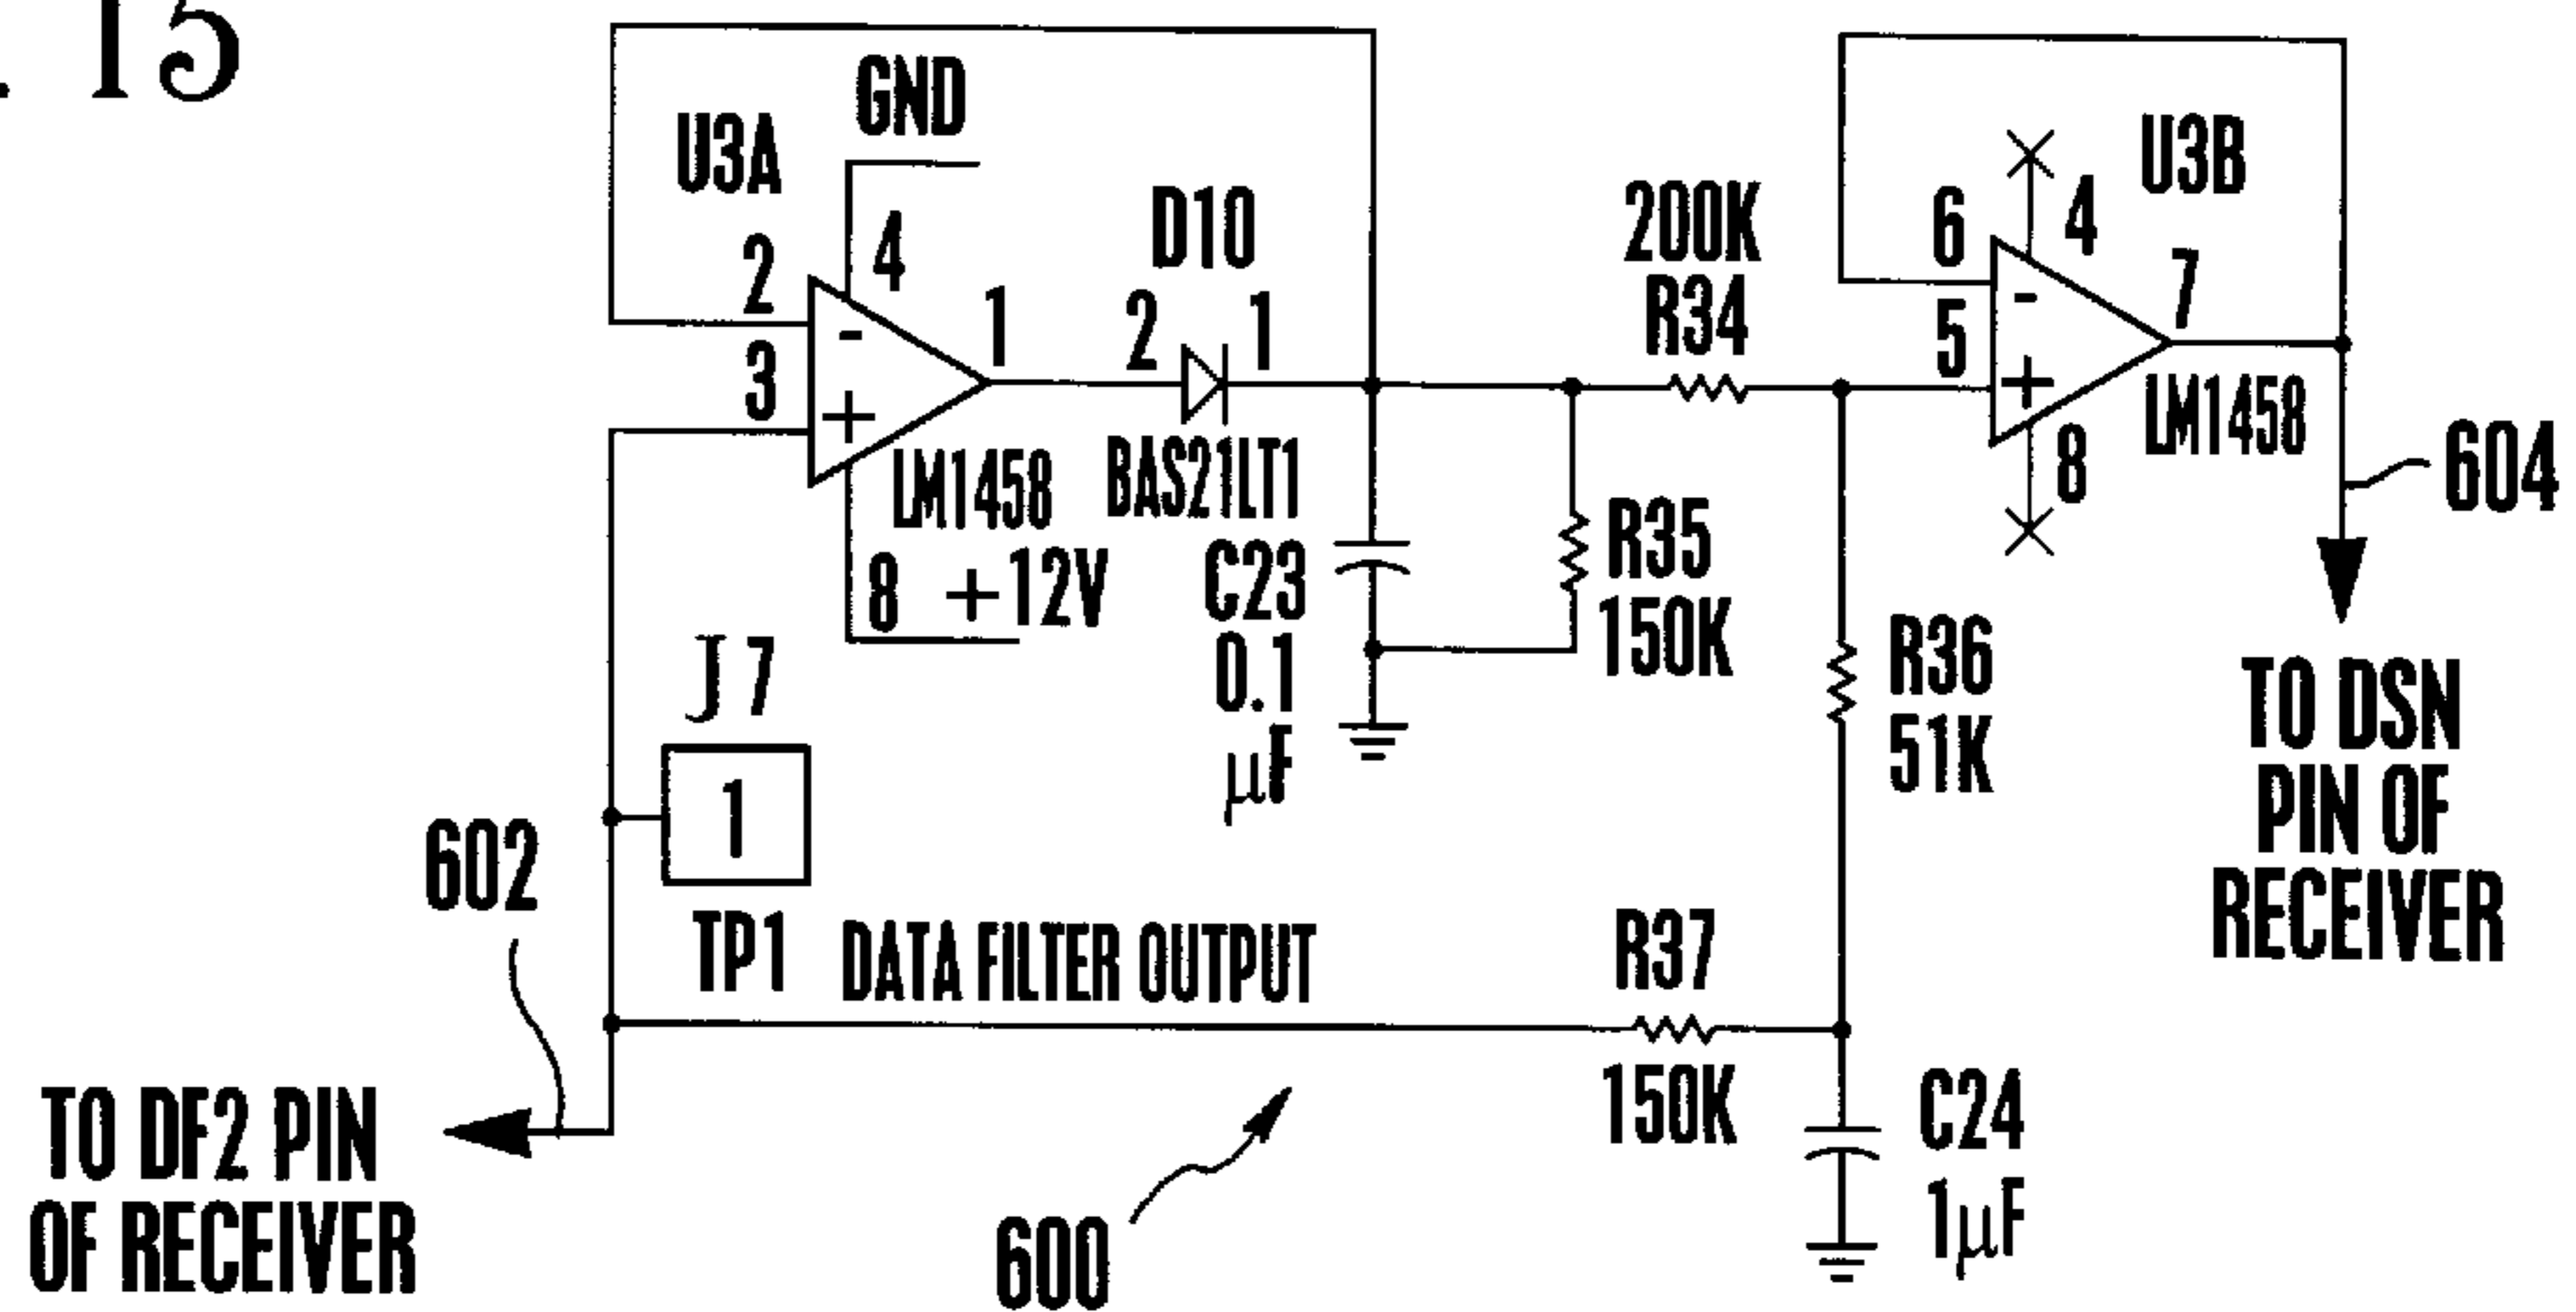 . 15
GND
U3A
4
2
-
3
+
1
LM1458
8
+12V
D10
2
1
BAS21LT1
C23
0.1
µF
R35
150K
200K
R34
U3B
4
6
-
5
+
7
LM1458
8
604
R36
51K
TO DSN
PIN OF
RECEIVER
J7
1
TP1
DATA FILTER OUTPUT
602
R37
150K
C24
1µF
TO DF2 PIN
OF RECEIVER
600